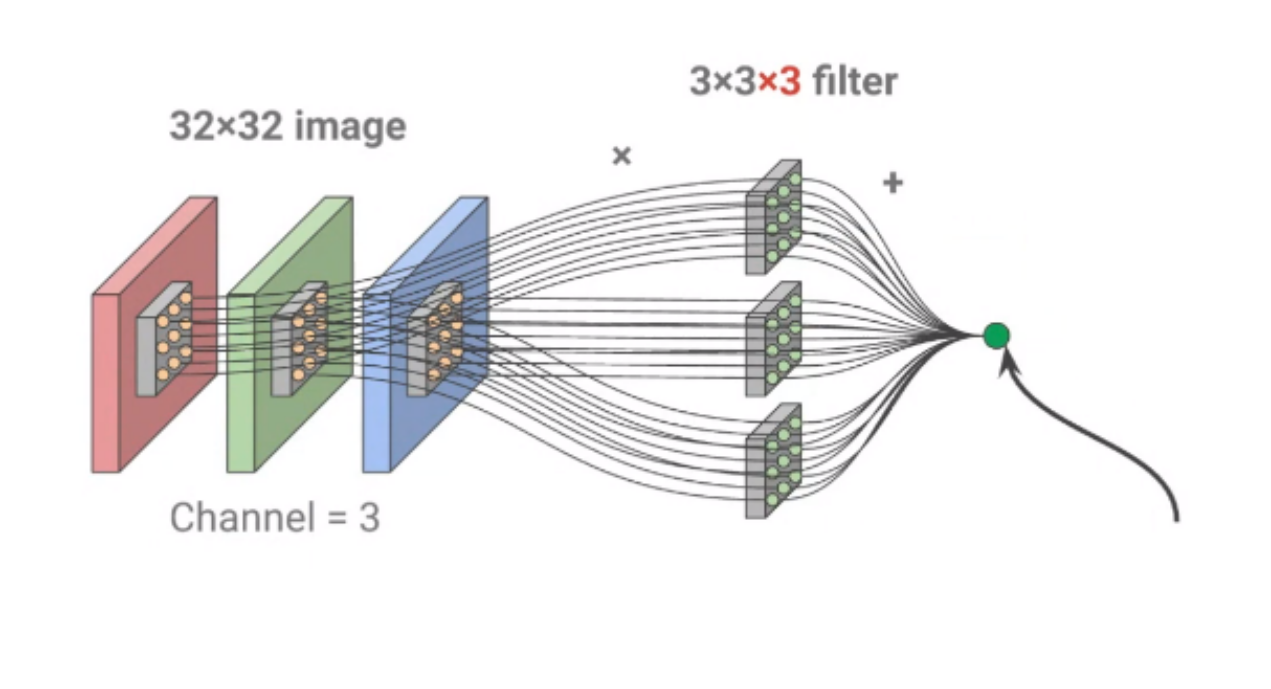 3×3×3 filter
32×32 image
×
+
Channel = 3